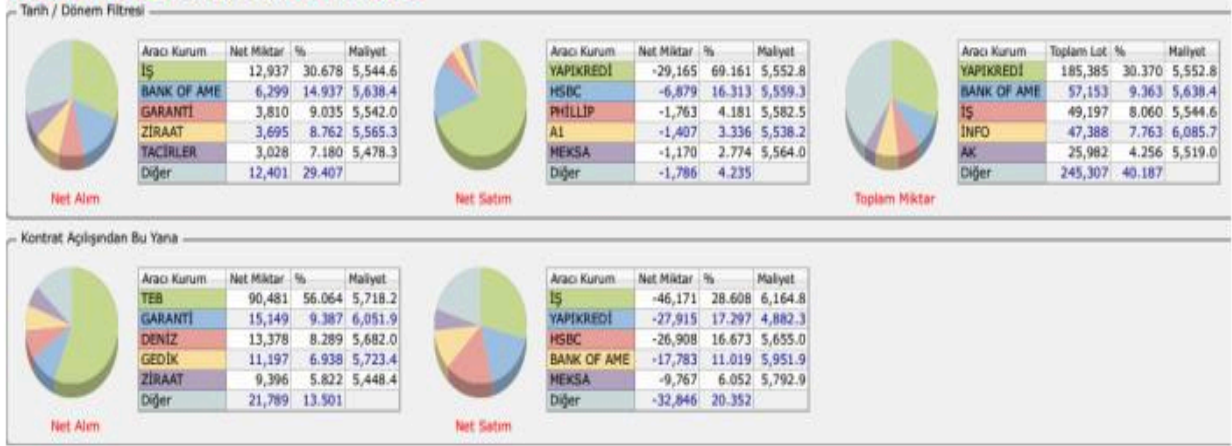 Tarih / Dönem Filtresi
Aracı Kurum Net Miktar % Maliyet
İŞ 12,937 30.678 5,544.6
BANK OF AME 6,299 14.937 5,638.4
GARANTİ 3,810 9.035 5,542.0
ZİRAAT 3,695 8.762 5,565.3
TACİRLER 3,028 7.180 5,478.3
Diğer 12,401 29.407
Net Alım
Aracı Kurum Net Miktar % Maliyet
YAPIKREDİ -29,165 69.161 5,552.8
HSBC -6,879 16.313 5,559.3
PHİLLİP -1,763 4.181 5,582.5
A1 -1,407 3.336 5,538.2
MEKSA -1,170 2.774 5,564.0
Diğer -1,786 4.235
Net Satım
Aracı Kurum Toplam Lot % Maliyet
YAPIKREDİ 185,385 30.370 5,552.8
BANK OF AME 57,153 9.363 5,638.4
İŞ 49,197 8.060 5,544.6
İNFO 47,388 7.763 6,085.7
AK 25,982 4.256 5,519.0
Diğer 245,307 40.187
Toplam Miktar
Kontrat Açılışından Bu Yana
Aracı Kurum Net Miktar % Maliyet
TEB 90,481 56.064 5,718.2
GARANTİ 15,149 9.387 6,051.9
DENİZ 13,378 8.289 5,682.0
GEDİK 11,197 6.938 5,723.4
ZİRAAT 9,396 5.822 5,448.4
Diğer 21,789 13.501
Net Alım
Aracı Kurum Net Miktar % Maliyet
İŞ -46,171 28.608 6,164.8
YAPIKREDİ -27,915 17.297 4,882.3
HSBC -26,908 16.673 5,655.0
BANK OF AME -17,783 11.019 5,951.9
MEKSA -9,767 6.052 5,792.9
Diğer -32,846 20.352
Net Satım